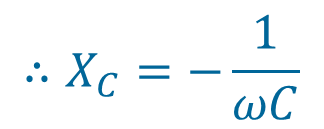 ∴ X_C = − 1/ωC